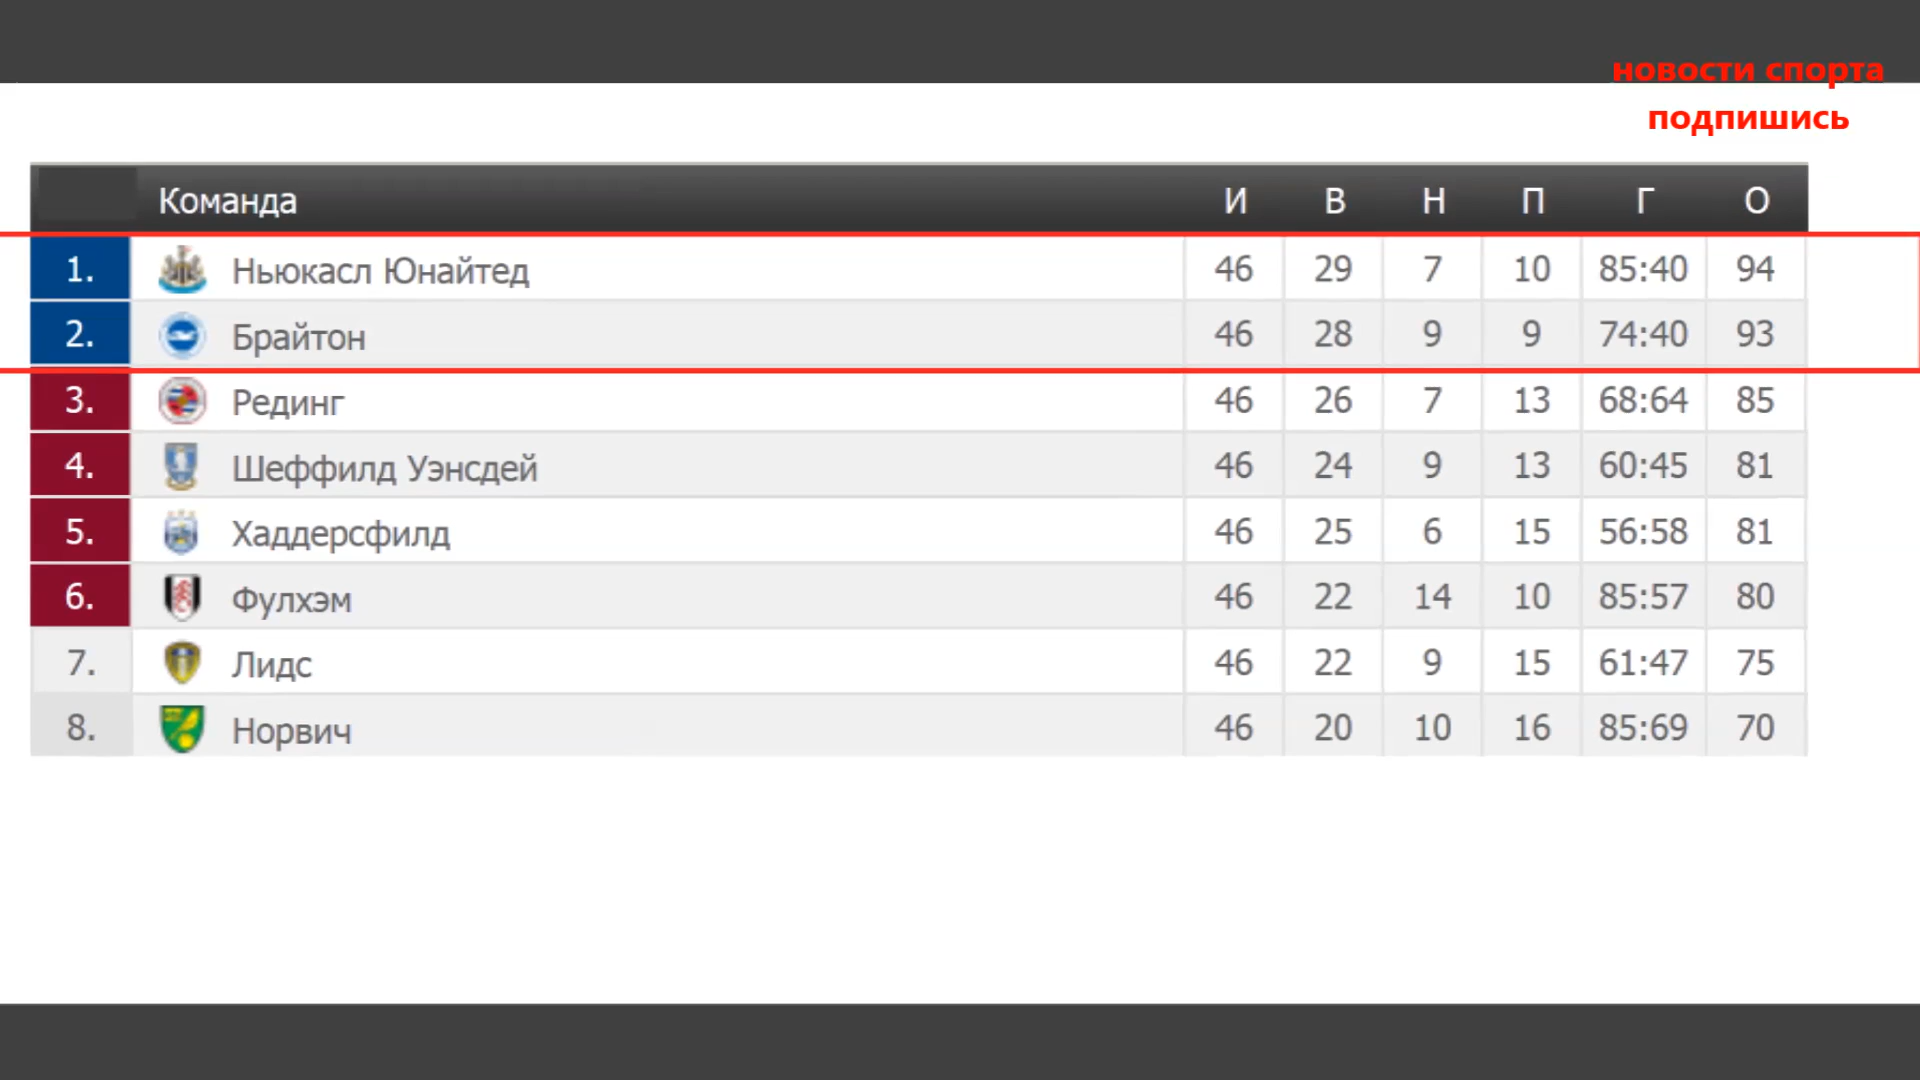 новости спорта
подпишись
Команда И В Н П Г О
1. Ньюкасл Юнайтед 46 29 7 10 85:40 94
2. Брайтон 46 28 9 9 74:40 93
3. Рединг 46 26 7 13 68:64 85
4. Шеффилд Уэнсдей 46 24 9 13 60:45 81
5. Хаддерсфилд 46 25 6 15 56:58 81
6. Фулхэм 46 22 14 10 85:57 80
7. Лидс 46 22 9 15 61:47 75
8. Норвич 46 20 10 16 85:69 70